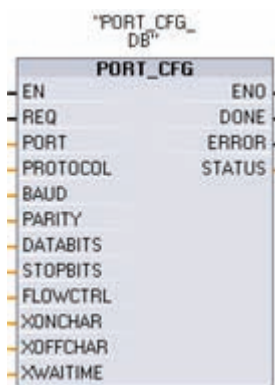 "PORT_CFG_
DB"
PORT_CFG
EN ENO
REQ DONE
PORT ERROR
PROTOCOL STATUS
BAUD
PARITY
DATABITS
STOPBITS
FLOWCTRL
XONCHAR
XOFFCHAR
XWAITIME